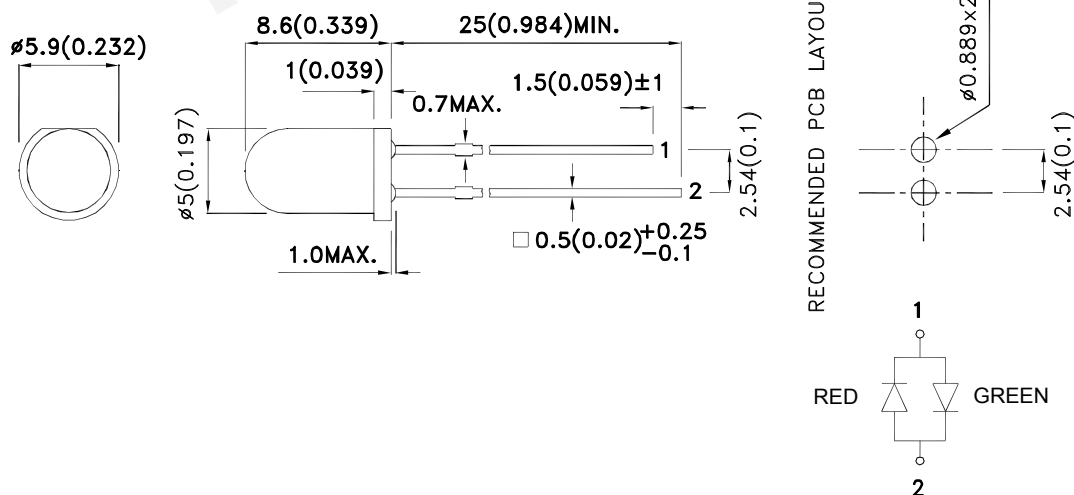 8.6(0.339)
25(0.984)MIN.
ø5.9(0.232)
1(0.039)
1.5(0.059)±1
0.7MAX.
1
ø5(0.197)
2
2.54(0.1)
□ 0.5(0.02)+0.25
−0.1
1.0MAX.
RECOMMENDED PCB LAYOU
ø0.889x2
2.54(0.1)
1
RED
GREEN
2